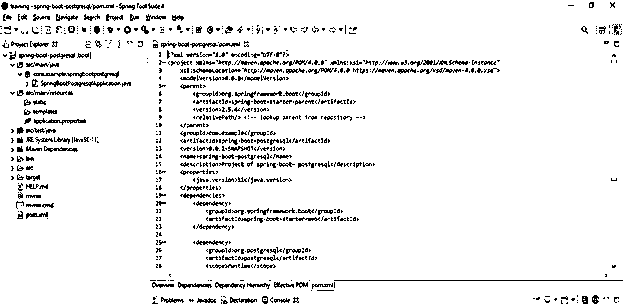 training - spring-boot-postgresql/pom.xml - Spring Tool Suite 4
File Edit Source Navigate Search Project Run Window Help
Project Explorer
spring-boot-postgresql [boot]
src/main/java
com.example.springbootpostgresql
SpringBootPostgresqlApplication.java
src/main/resources
static
templates
application.properties
src/test/java
JRE System Library [JavaSE-11]
Maven Dependencies
bin
src
target
HELP.md
mvnw
mvnw.cmd
pom.xml
spring-boot-postgresql/pom.xml
1 <?xml version="1.0" encoding="UTF-8"?>
2 <project xmlns="http://maven.apache.org/POM/4.0.0" xmlns:xsi="http://www.w3.org/2001/XMLSchema-instance"
3 xsi:schemaLocation="http://maven.apache.org/POM/4.0.0 https://maven.apache.org/xsd/maven-4.0.0.xsd">
4 <modelVersion>4.0.0</modelVersion>
5 <parent>
6 <groupId>org.springframework.boot</groupId>
7 <artifactId>spring-boot-starter-parent</artifactId>
8 <version>2.5.4</version>
9 <relativePath/> <!-- lookup parent from repository -->
10 </parent>
11 <groupId>com.example</groupId>
12 <artifactId>spring-boot-postgresql</artifactId>
13 <version>0.0.1-SNAPSHOT</version>
14 <name>spring-boot-postgresql</name>
15 <description>Project of spring-boot- postgresql</description>
16 <properties>
17 <java.version>11</java.version>
18 </properties>
19 <dependencies>
20 <dependency>
21 <groupId>org.springframework.boot</groupId>
22 <artifactId>spring-boot-starter-web</artifactId>
23 </dependency>
24
25 <dependency>
26 <groupId>org.postgresql</groupId>
27 <artifactId>postgresql</artifactId>
28 <scope>runtime</scope>
Overview Dependencies Dependency Hierarchy Effective POM pom.xml
Problems Javadoc Declaration Console